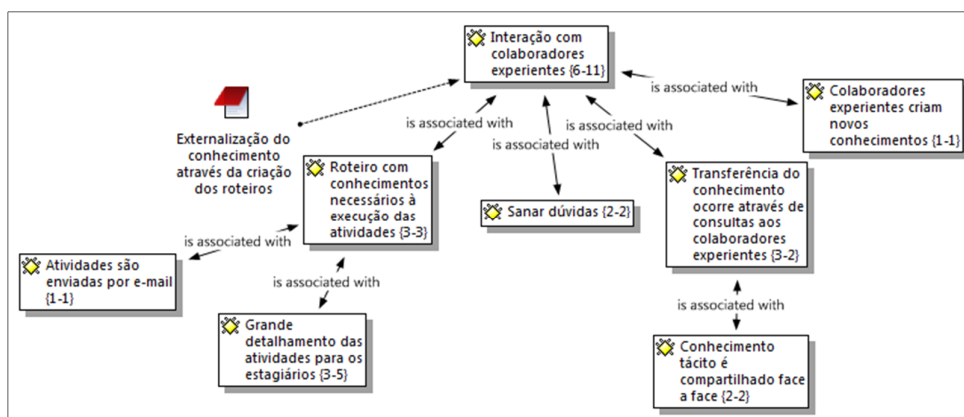 Interação com
colaboradores
experientes {6-11}
is associated with
Colaboradores
experientes criam
novos
conhecimentos {1-1}
Externalização do
conhecimento
através da criação
dos roteiros
is associated with
is associated with
is associated with
Roteiro com
conhecimentos
necessários à
execução das
atividades {3-3}
Sanar dúvidas {2-2}
Transferência do
conhecimento
ocorre através de
consultas aos
colaboradores
experientes {3-2}
is associated with
Atividades são
enviadas por e-mail
{1-1}
is associated with
is associated with
Grande
detalhamento das
atividades para os
estagiários {3-5}
Conhecimento
tácito é
compartilhado face
a face {2-2}